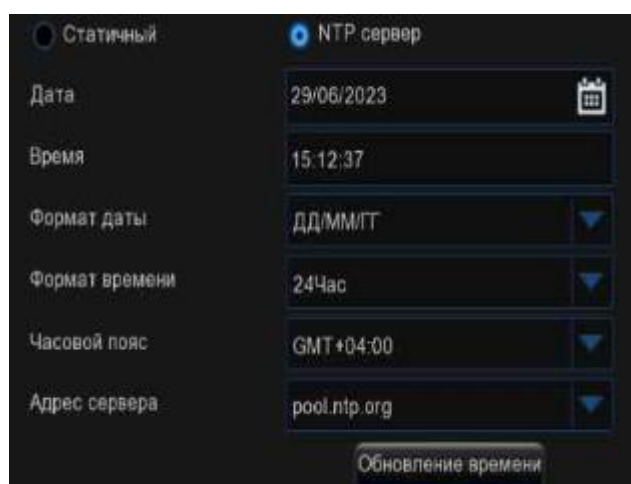 Статичный NTP сервер
Дата 29/06/2023
Время 15:12:37
Формат даты ДД/ММ/ГГ
Формат времени 24Час
Часовой пояс GMT+04:00
Адрес сервера pool.ntp.org
Обновление времени